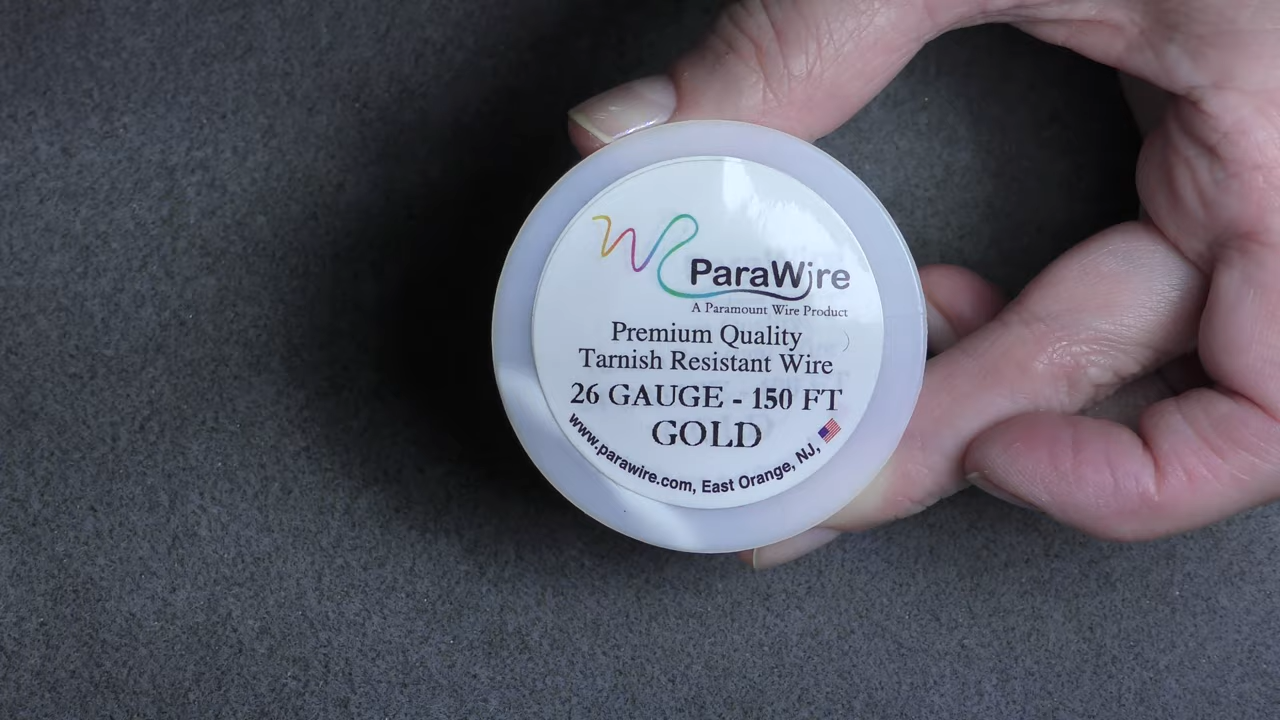 ParaWire
A Paramount Wire Product
Premium Quality
Tarnish Resistant Wire
26 GAUGE - 150 FT
GOLD
www.parawire.com, East Orange, NJ,